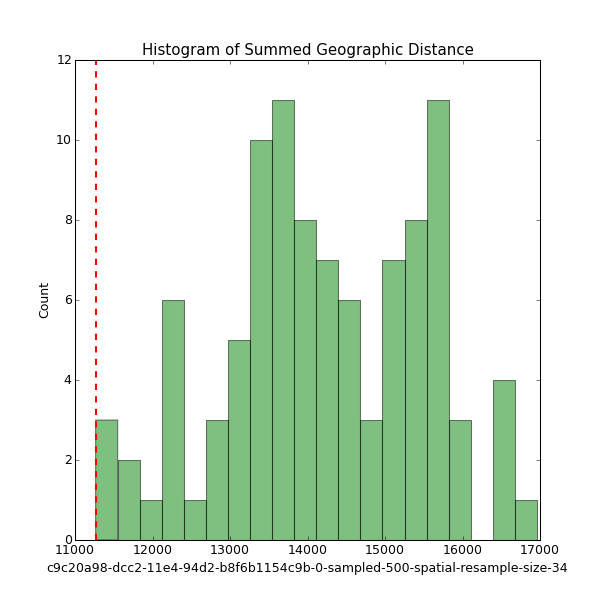 Histogram of Summed Geographic Distance
12
10
8
6
4
2
0
Count
11000 12000 13000 14000 15000 16000 17000
c9c20a98-dcc2-11e4-94d2-b8f6b1154c9b-0-sampled-500-spatial-resample-size-34